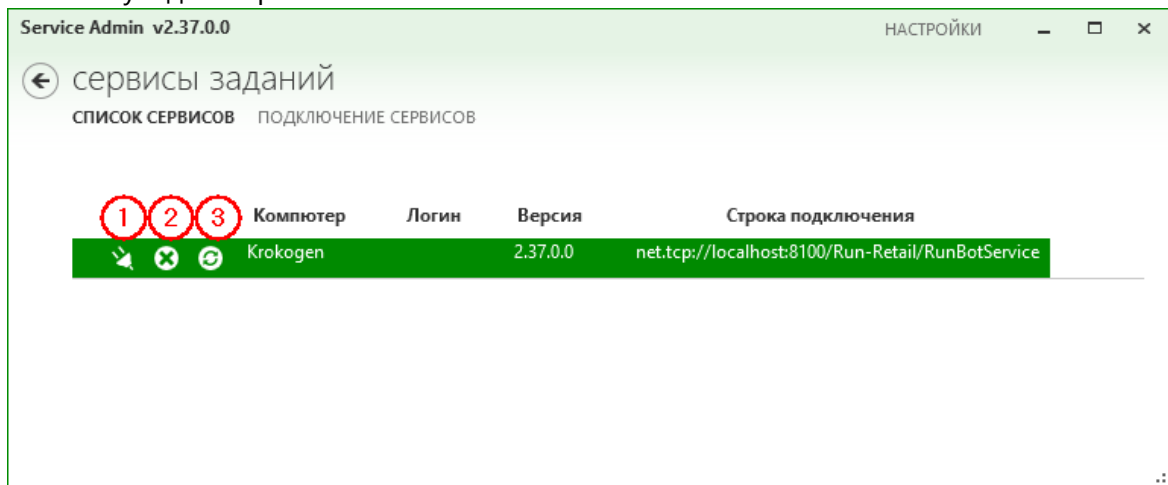 Service Admin v2.37.0.0 НАСТРОЙКИ
сервисы заданий
СПИСОК СЕРВИСОВ ПОДКЛЮЧЕНИЕ СЕРВИСОВ
1 2 3 Компютер Логин Версия Строка подключения
Krokogen 2.37.0.0 net.tcp://localhost:8100/Run-Retail/RunBotService